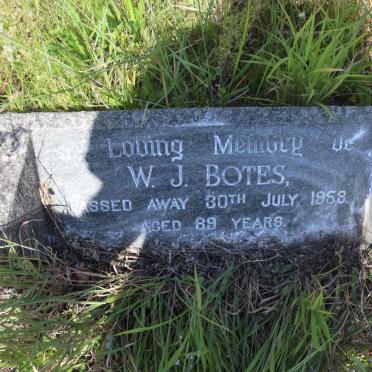 Loving Memory of
W. J. BOTES,
PASSED AWAY 30TH JULY 1958.
AGED 89 YEARS.